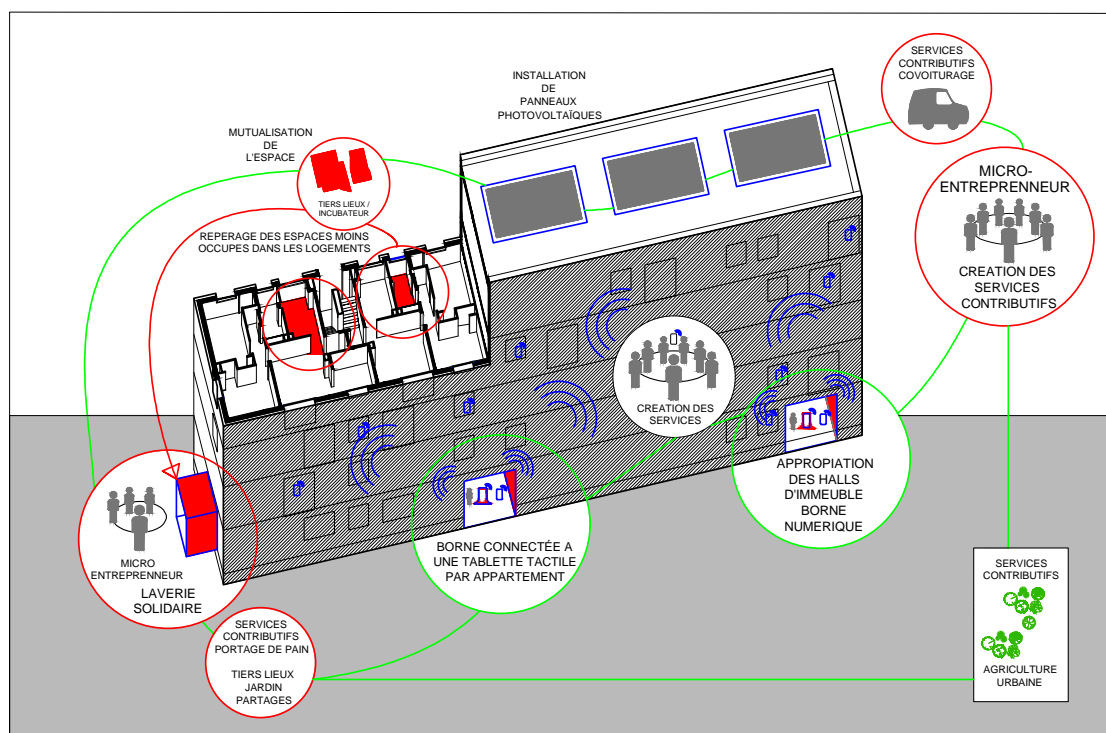 INSTALLATION
DE
PANNEAUX
PHOTOVOLTAÏQUES
SERVICES
CONTRIBUTIFS
COVOITURAGE
MUTUALISATION
DE
L'ESPACE
TIERS LIEUX /
INCUBATEUR
REPERAGE DES ESPACES MOINS
OCCUPES DANS LES LOGEMENTS
MICRO-
ENTREPRENEUR
CREATION DES
SERVICES
CONTRIBUTIFS
CREATION DES
SERVICES
APPROPIATION
DES HALLS
D'IMMEUBLE
BORNE
NUMERIQUE
BORNE CONNECTÉE A
UNE TABLETTE TACTILE
PAR APPARTEMENT
MICRO
ENTREPRENEUR
LAVERIE
SOLIDAIRE
SERVICES
CONTRIBUTIFS
PORTAGE DE PAIN
TIERS LIEUX
JARDIN
PARTAGES
SERVICES
CONTRIBUTIFS
AGRICULTURE
URBAINE